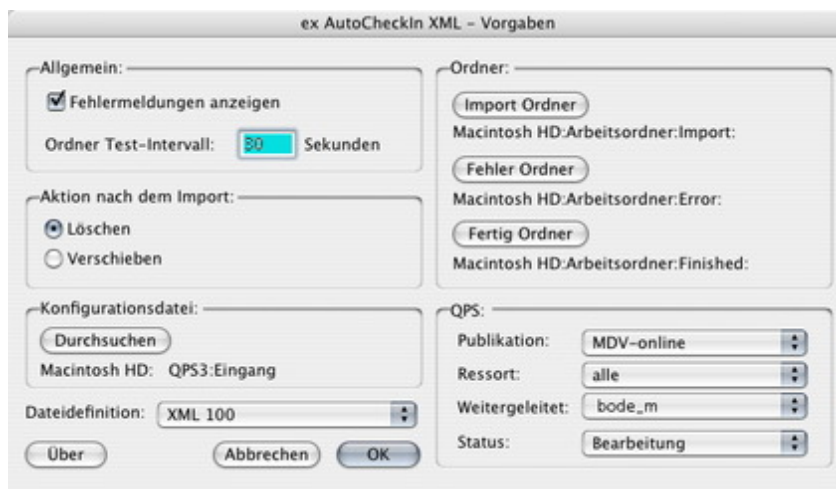 ex AutoCheckIn XML – Vorgaben
Allgemein:
Fehlermeldungen anzeigen
Ordner Test-Intervall: 30 Sekunden
Aktion nach dem Import:
Löschen
Verschieben
Konfigurationsdatei:
Durchsuchen
Macintosh HD: QPS3:Eingang
Dateidefinition: XML 100
Über Abbrechen OK
Ordner:
Import Ordner
Macintosh HD:Arbeitsordner:Import:
Fehler Ordner
Macintosh HD:Arbeitsordner:Error:
Fertig Ordner
Macintosh HD:Arbeitsordner:Finished:
QPS:
Publikation: MDV-online
Ressort: alle
Weitergeleitet: bode_m
Status: Bearbeitung